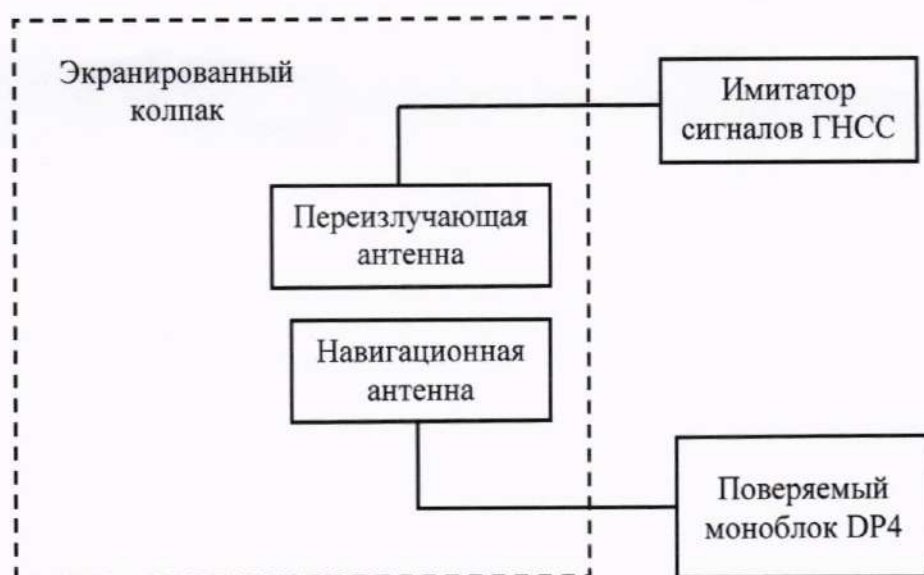 Экранированный
колпак
Имитатор
сигналов ГНСС
Переизлучающая
антенна
Навигационная
антенна
Поверяемый
моноблок DP4